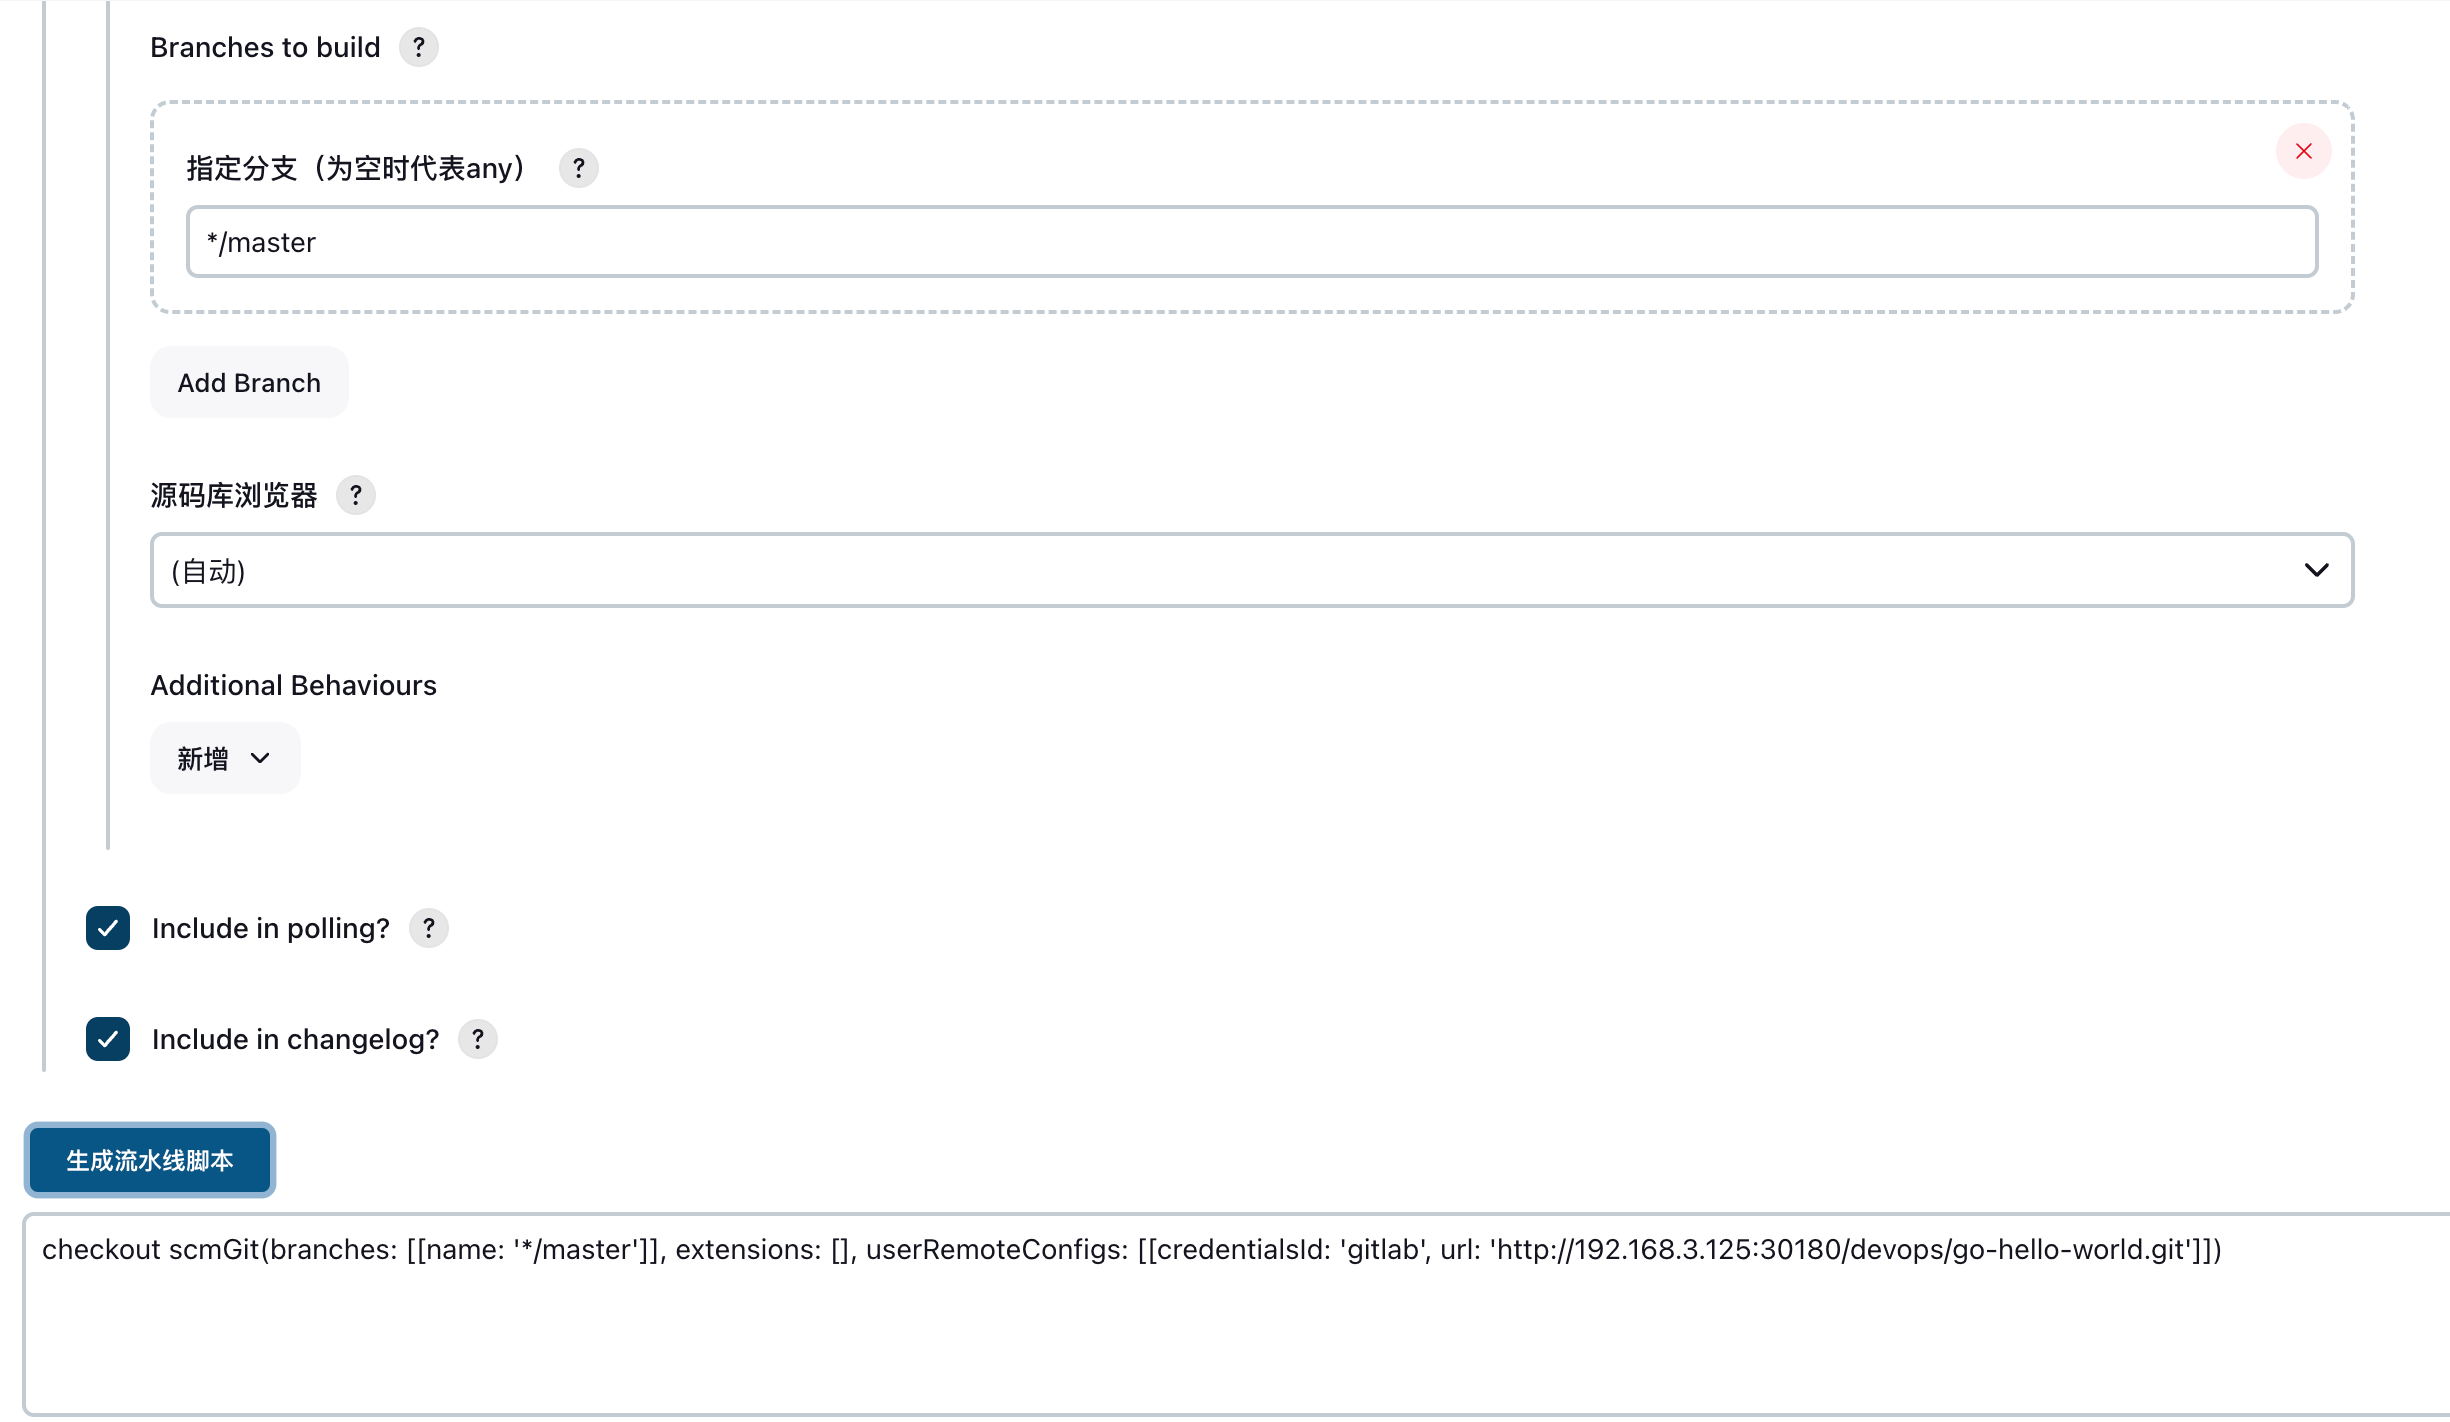 Branches to build ?
指定分支（为空时代表any） ?
*/master
Add Branch
源码库浏览器 ?
(自动)
Additional Behaviours
新增
Include in polling? ?
Include in changelog? ?
生成流水线脚本
checkout scmGit(branches: [[name: '*/master']], extensions: [], userRemoteConfigs: [[credentialsId: 'gitlab', url: 'http://192.168.3.125:30180/devops/go-hello-world.git']])